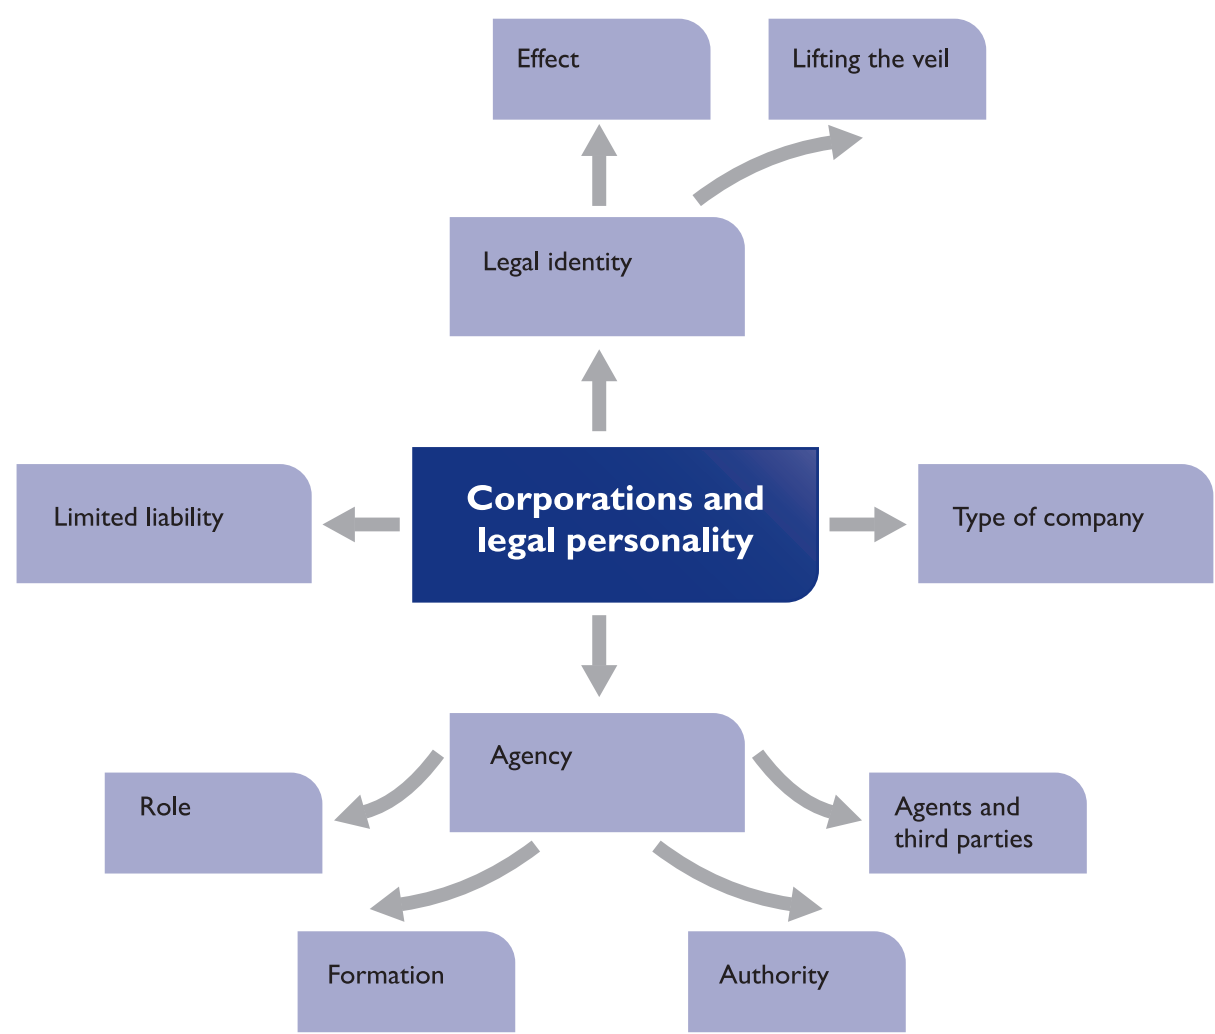 Effect
Lifting the veil
Legal identity
Corporations and
legal personality
Limited liability
Type of company
Agency
Role
Agents and
third parties
Formation
Authority